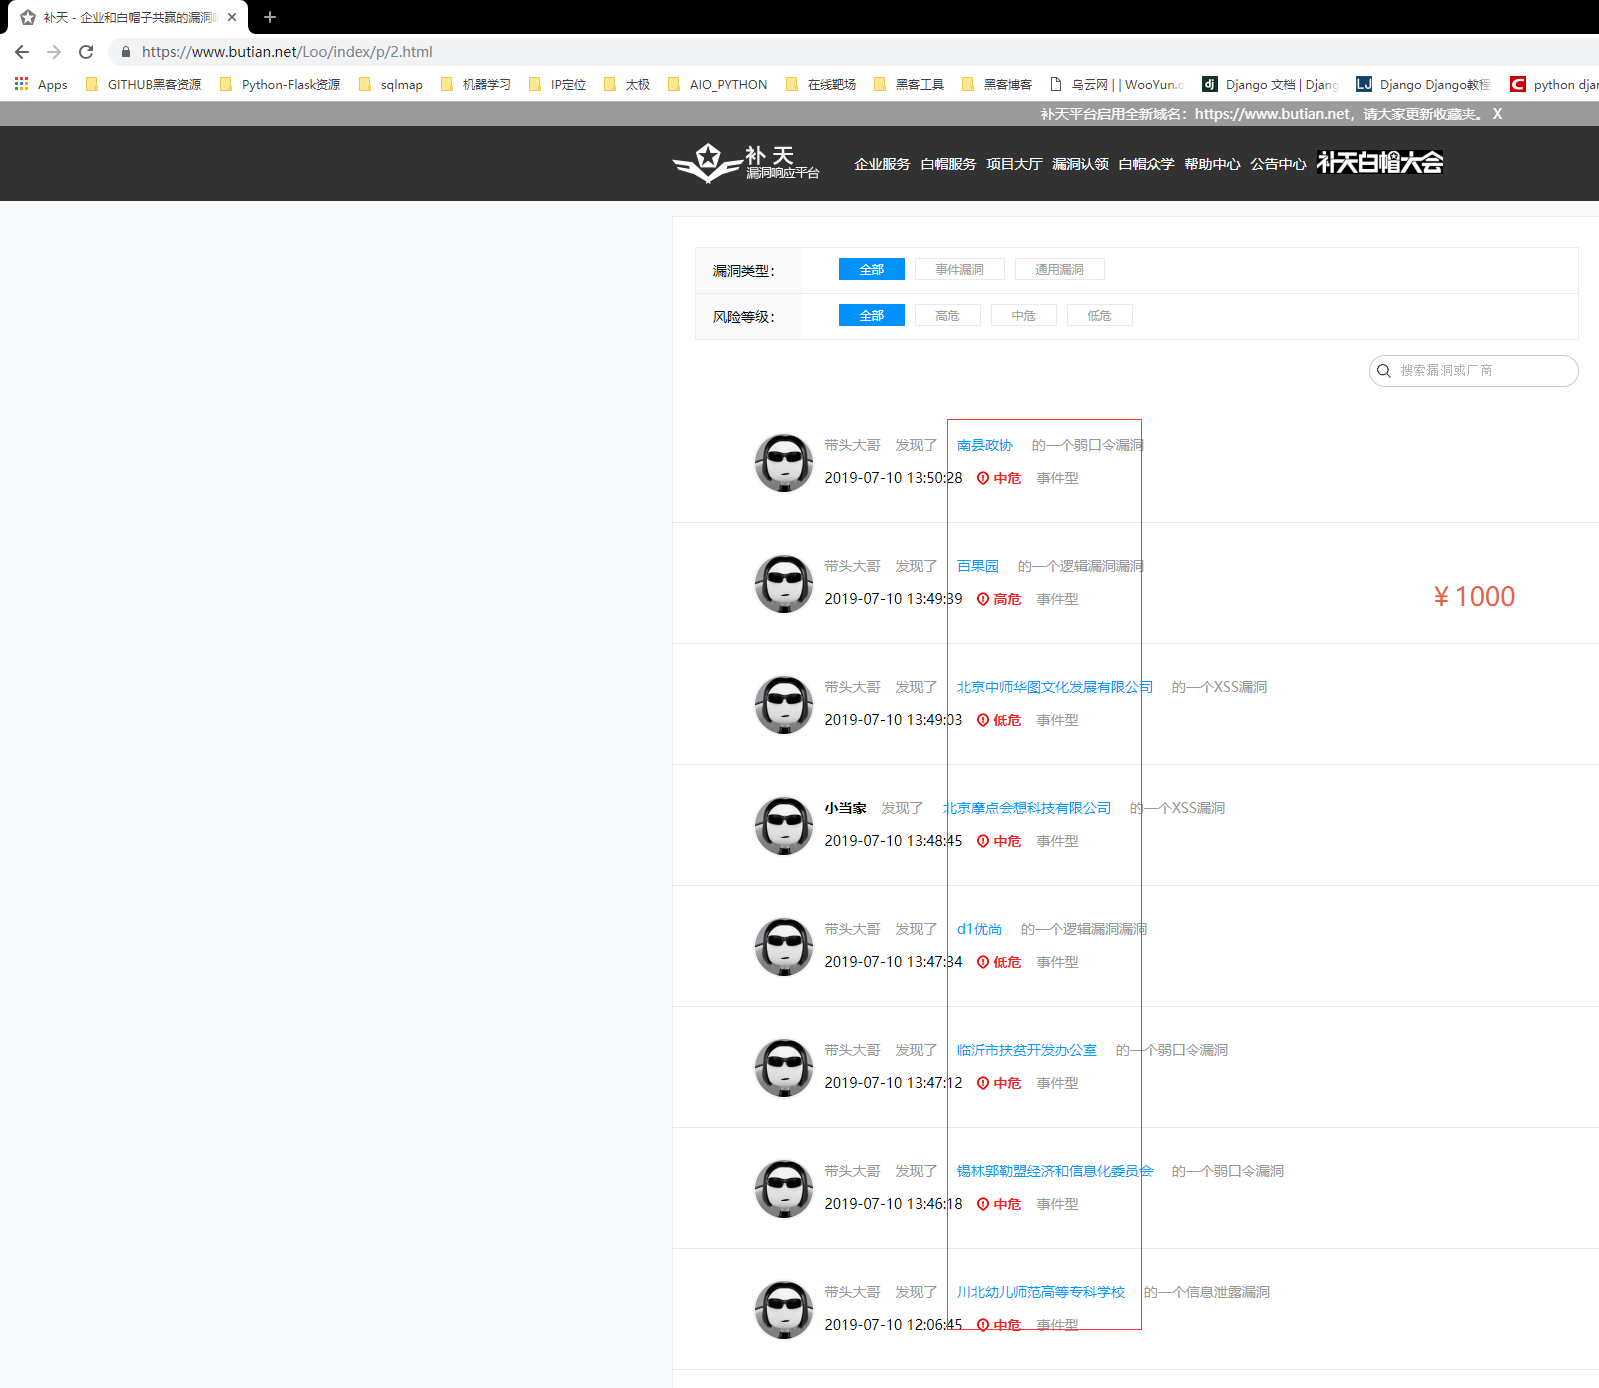 补天 - 企业和白帽子共赢的漏洞
https://www.butian.net/Loo/index/p/2.html
Apps GITHUB黑客资源 Python-Flask资源 sqlmap 机器学习 IP定位 太极 AIO_PYTHON 在线靶场 黑客工具 黑客博客 乌云网 | | WooYun.o Django 文档 | Djang Django Django教程 python djan
补天平台启用全新域名：https://www.butian.net，请大家更新收藏夹。 X
补天
漏洞响应平台
企业服务 白帽服务 项目大厅 漏洞认领 白帽众学 帮助中心 公告中心 补天白帽大会
漏洞类型： 全部 事件漏洞 通用漏洞
风险等级： 全部 高危 中危 低危
搜索漏洞或厂商
带头大哥 发现了 南县政协 的一个弱口令漏洞
2019-07-10 13:50:28 中危 事件型
带头大哥 发现了 百果园 的一个逻辑漏洞漏洞
2019-07-10 13:49:39 高危 事件型
¥ 1000
带头大哥 发现了 北京中师华图文化发展有限公司 的一个XSS漏洞
2019-07-10 13:49:03 低危 事件型
小当家 发现了 北京摩点会想科技有限公司 的一个XSS漏洞
2019-07-10 13:48:45 中危 事件型
带头大哥 发现了 d1优尚 的一个逻辑漏洞漏洞
2019-07-10 13:47:34 低危 事件型
带头大哥 发现了 临沂市扶贫开发办公室 的一个弱口令漏洞
2019-07-10 13:47:12 中危 事件型
带头大哥 发现了 锡林郭勒盟经济和信息化委员会 的一个弱口令漏洞
2019-07-10 13:46:18 中危 事件型
带头大哥 发现了 川北幼儿师范高等专科学校 的一个信息泄露漏洞
2019-07-10 12:06:45 中危 事件型